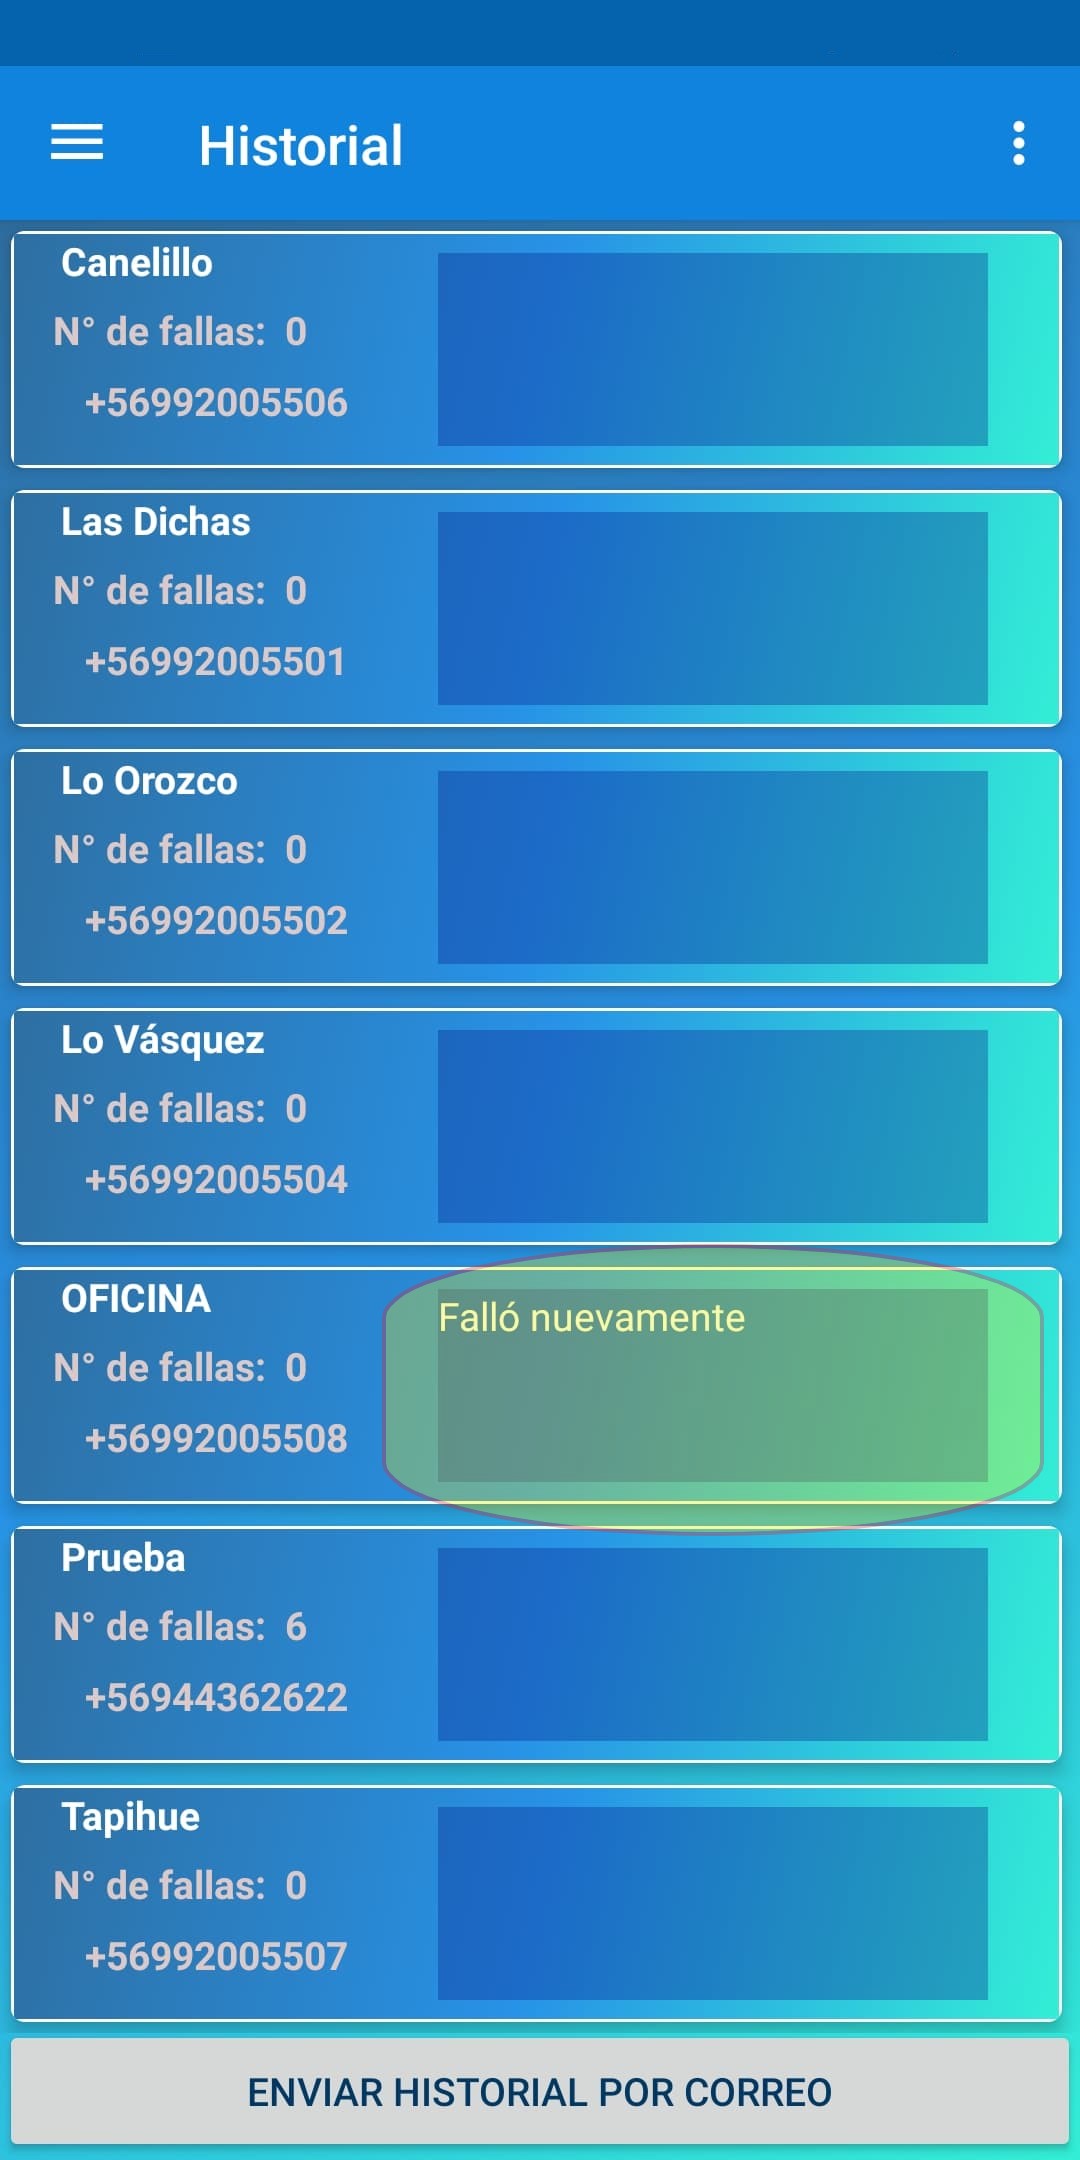 Historial
Canelillo
N° de fallas: 0
+56992005506
Las Dichas
N° de fallas: 0
+56992005501
Lo Orozco
N° de fallas: 0
+56992005502
Lo Vásquez
N° de fallas: 0
+56992005504
OFICINA
Falló nuevamente
N° de fallas: 0
+56992005508
Prueba
N° de fallas: 6
+56944362622
Tapihue
N° de fallas: 0
+56992005507
ENVIAR HISTORIAL POR CORREO